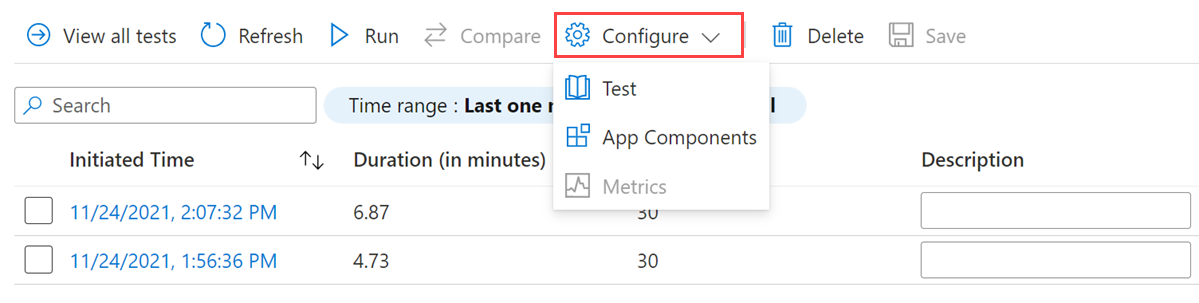 View all tests Refresh Run Compare Configure Delete Save
Test
Search Time range : Last one
App Components
Initiated Time Duration (in minutes) Description
Metrics
11/24/2021, 2:07:32 PM 6.87 30
11/24/2021, 1:56:36 PM 4.73 30